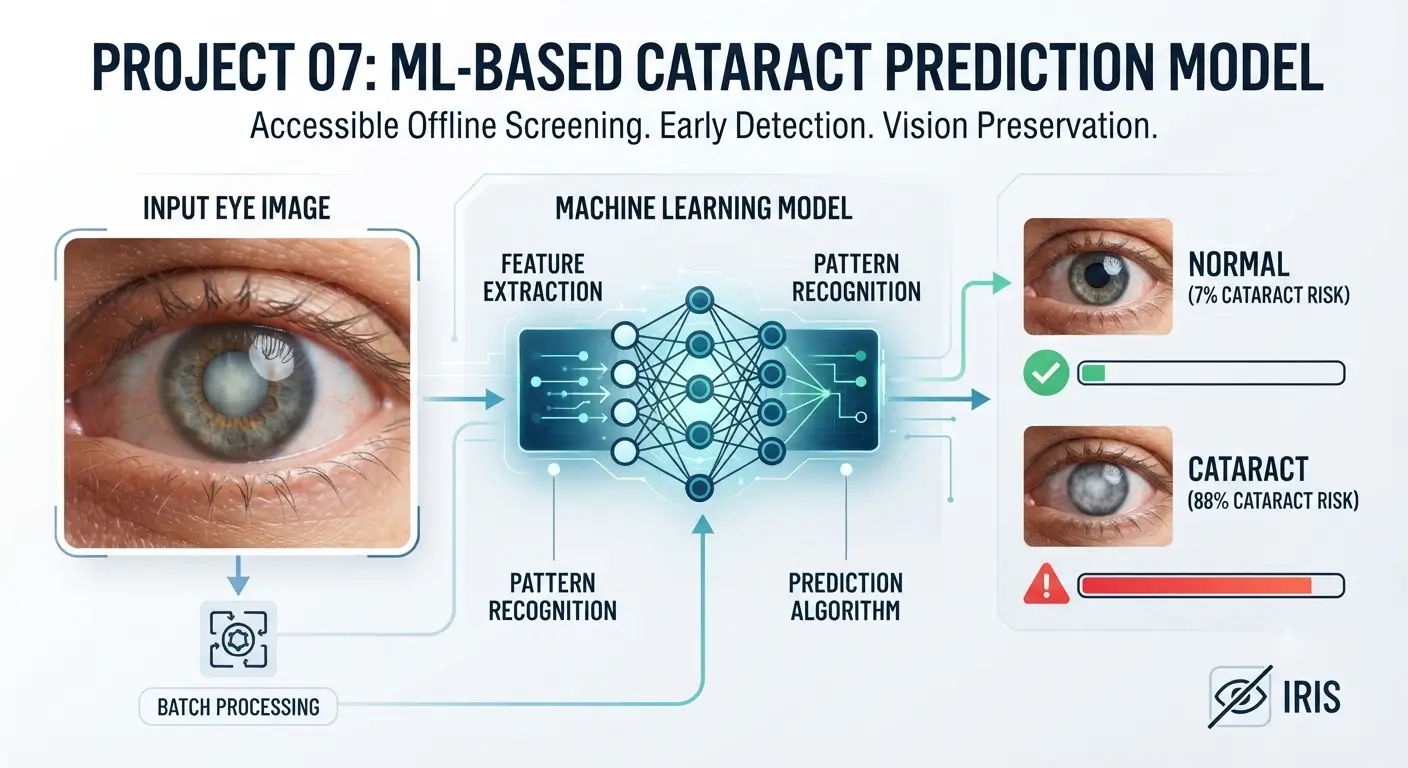 PROJECT 07: ML-BASED CATARACT PREDICTION MODEL
Accessible Offline Screening. Early Detection. Vision Preservation.
INPUT EYE IMAGE
MACHINE LEARNING MODEL
FEATURE
EXTRACTION
PATTERN
RECOGNITION
NORMAL
(7% CATARACT RISK)
CATARACT
(88% CATARACT RISK)
PATTERN
RECOGNITION
PREDICTION
ALGORITHM
BATCH PROCESSING
IRIS